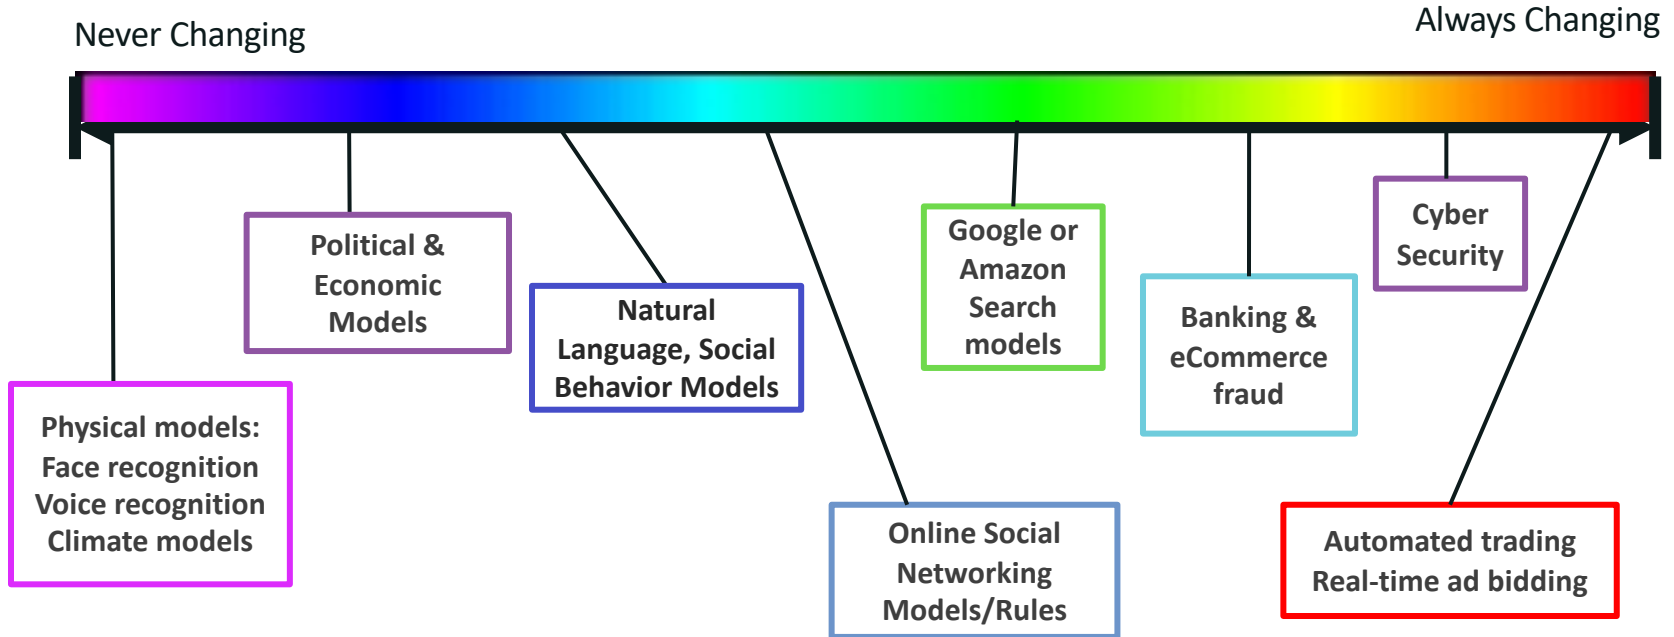 Never Changing
Always Changing
Political &
Economic
Models
Natural
Language, Social
Behavior Models
Google or
Amazon
Search
models
Cyber
Security
Banking &
eCommerce
fraud
Physical models:
Face recognition
Voice recognition
Climate models
Online Social
Networking
Models/Rules
Automated trading
Real-time ad bidding